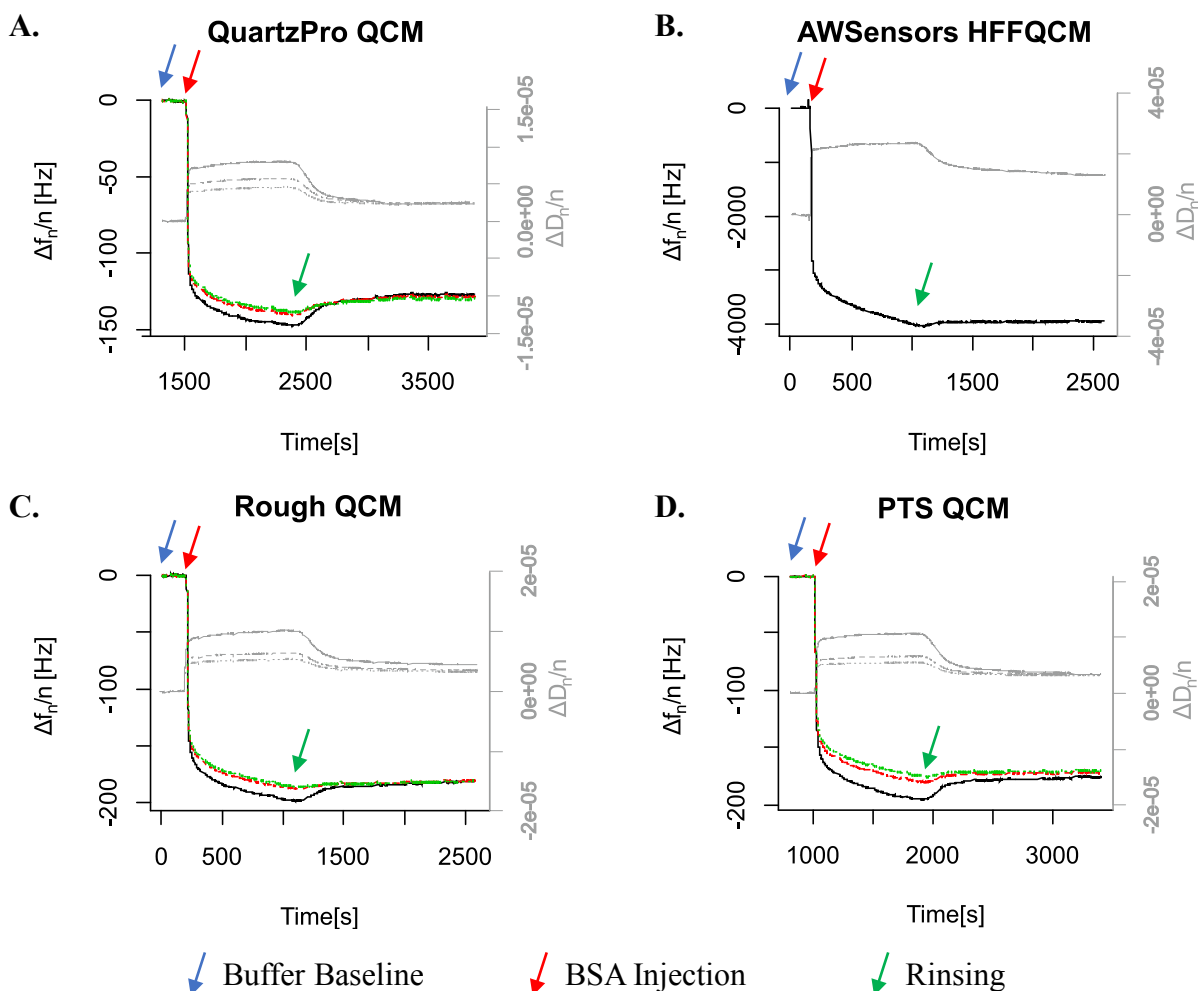 A.
QuartzPro QCM
0
-50
-100
-150
Δfₙ/n [Hz]
1.5e-05
0.0e+00
-1.5e-05
ΔDₙ/n
1500
2500
3500
Time[s]
B.
AWSensors HFFQCM
0
-2000
-4000
Δfₙ/n [Hz]
4e-05
0e+00
-4e-05
ΔDₙ/n
0
500
1500
2500
Time[s]
C.
Rough QCM
0
-100
-200
Δfₙ/n [Hz]
2e-05
0e+00
-2e-05
ΔDₙ/n
0
500
1500
2500
Time[s]
D.
PTS QCM
0
-100
-200
Δfₙ/n [Hz]
2e-05
0e+00
-2e-05
ΔDₙ/n
1000
2000
3000
Time[s]
Buffer Baseline
BSA Injection
Rinsing